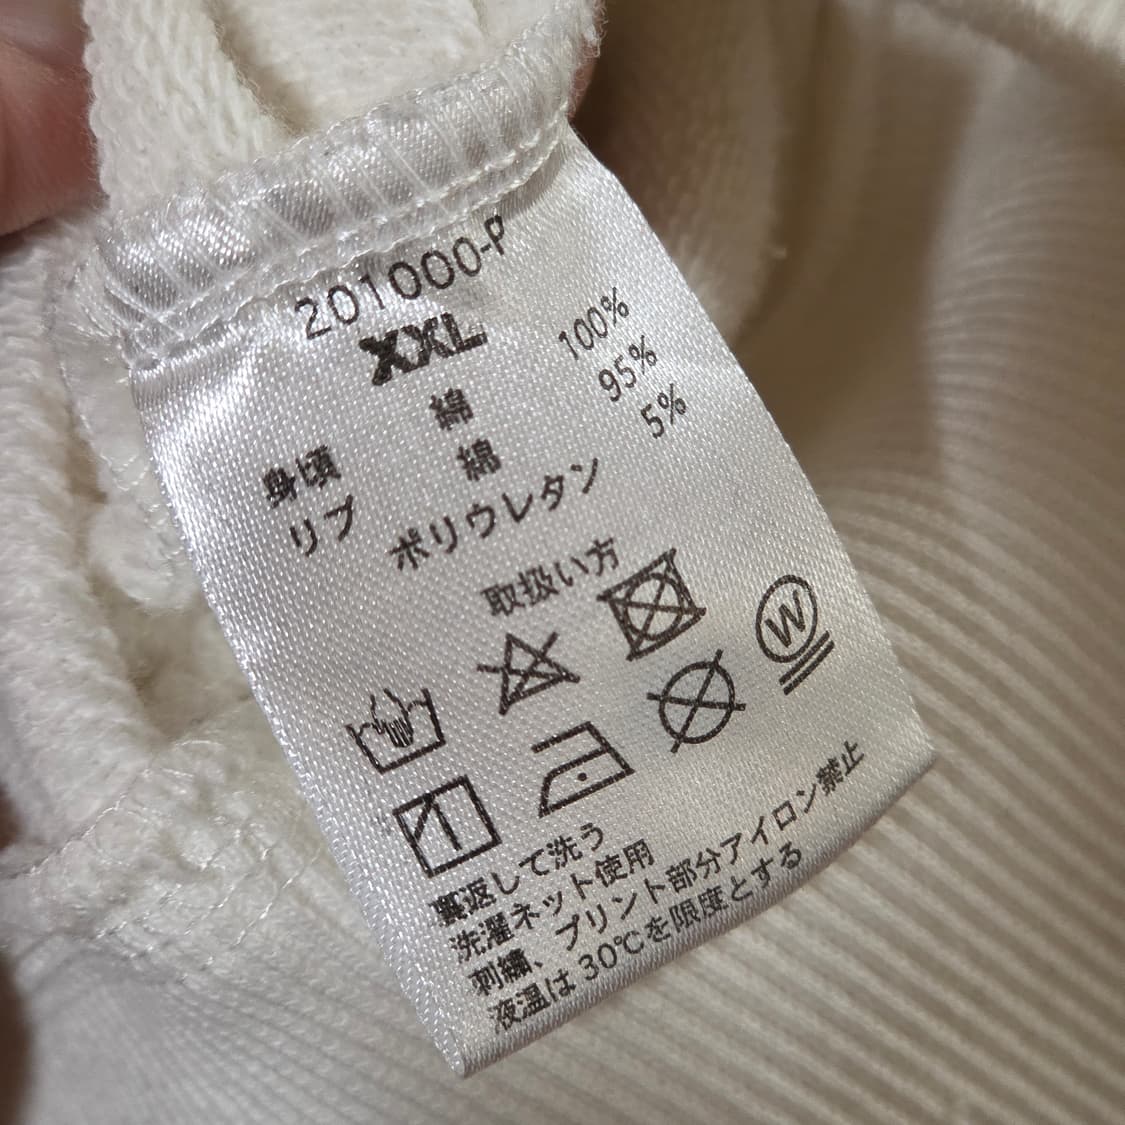 201000-P
XXL
身頃 綿 100%
リブ 綿 95%
ポリウレタン 5%
取扱い方
W
裏返して洗う
洗濯ネット使用
刺繍、プリント部分アイロン禁止
液温は30℃を限度とする